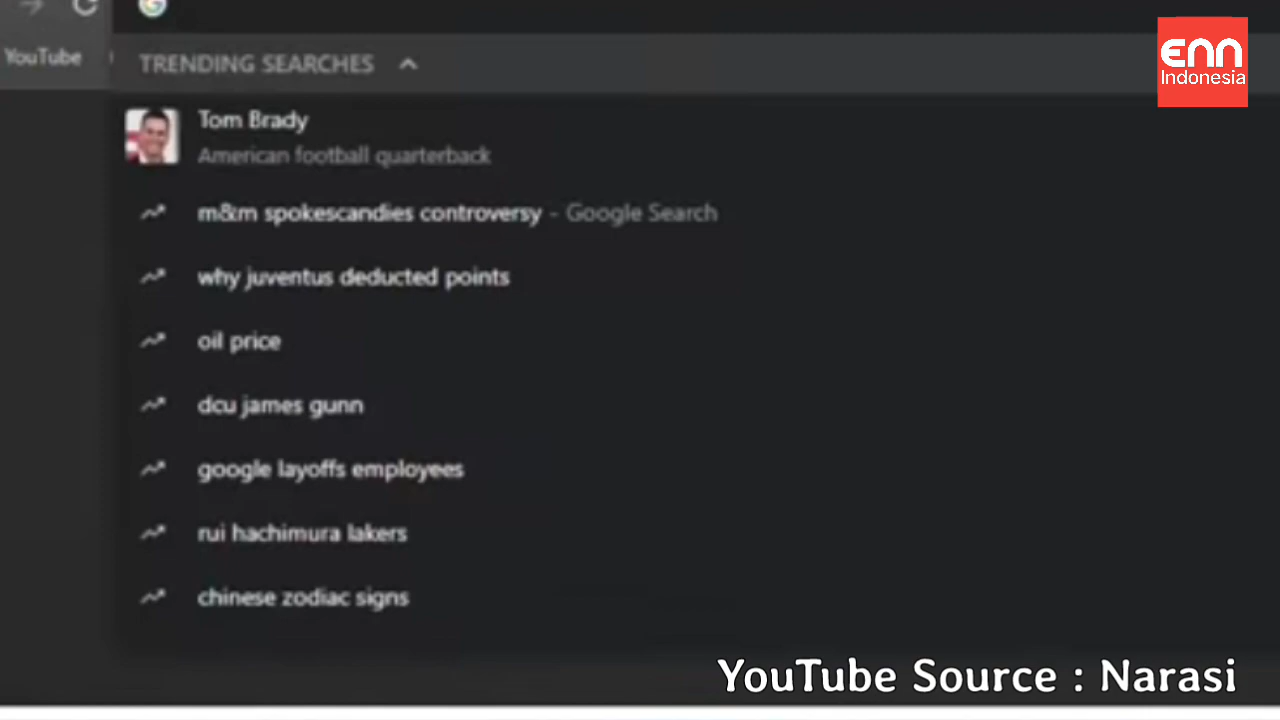 YouTube
TRENDING SEARCHES
Tom Brady
American football quarterback
m&m spokescandies controversy - Google Search
why juventus deducted points
oil price
dcu james gunn
google layoffs employees
rui hachimura lakers
chinese zodiac signs
enn
Indonesia
YouTube Source : Narasi